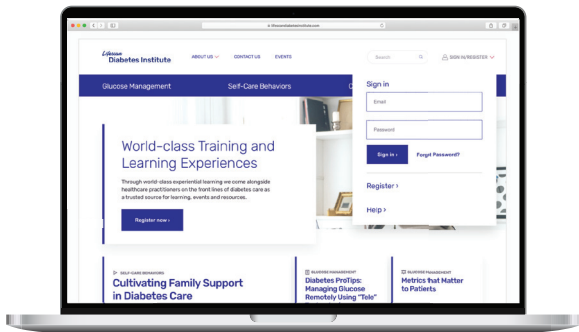 lifescandiabetesinstitute.com
Lifescan
Diabetes Institute
ABOUT US
CONTACT US
EVENTS
Search
SIGN IN/REGISTER
Glucose Management
Self-Care Behaviors
Sign in
Email
Password
Sign in ›
Forgot Password?
Register ›
Help ›
World-class Training and
Learning Experiences
Through world-class experiential learning we come alongside
healthcare practitioners on the front lines of diabetes care as
a trusted source for learning, events and resources.
Register now ›
SELF-CARE BEHAVIORS
Cultivating Family Support
in Diabetes Care
GLUCOSE MANAGEMENT
Diabetes ProTips:
Managing Glucose
Remotely Using “Tele”
GLUCOSE MANAGEMENT
Metrics that Matter
to Patients